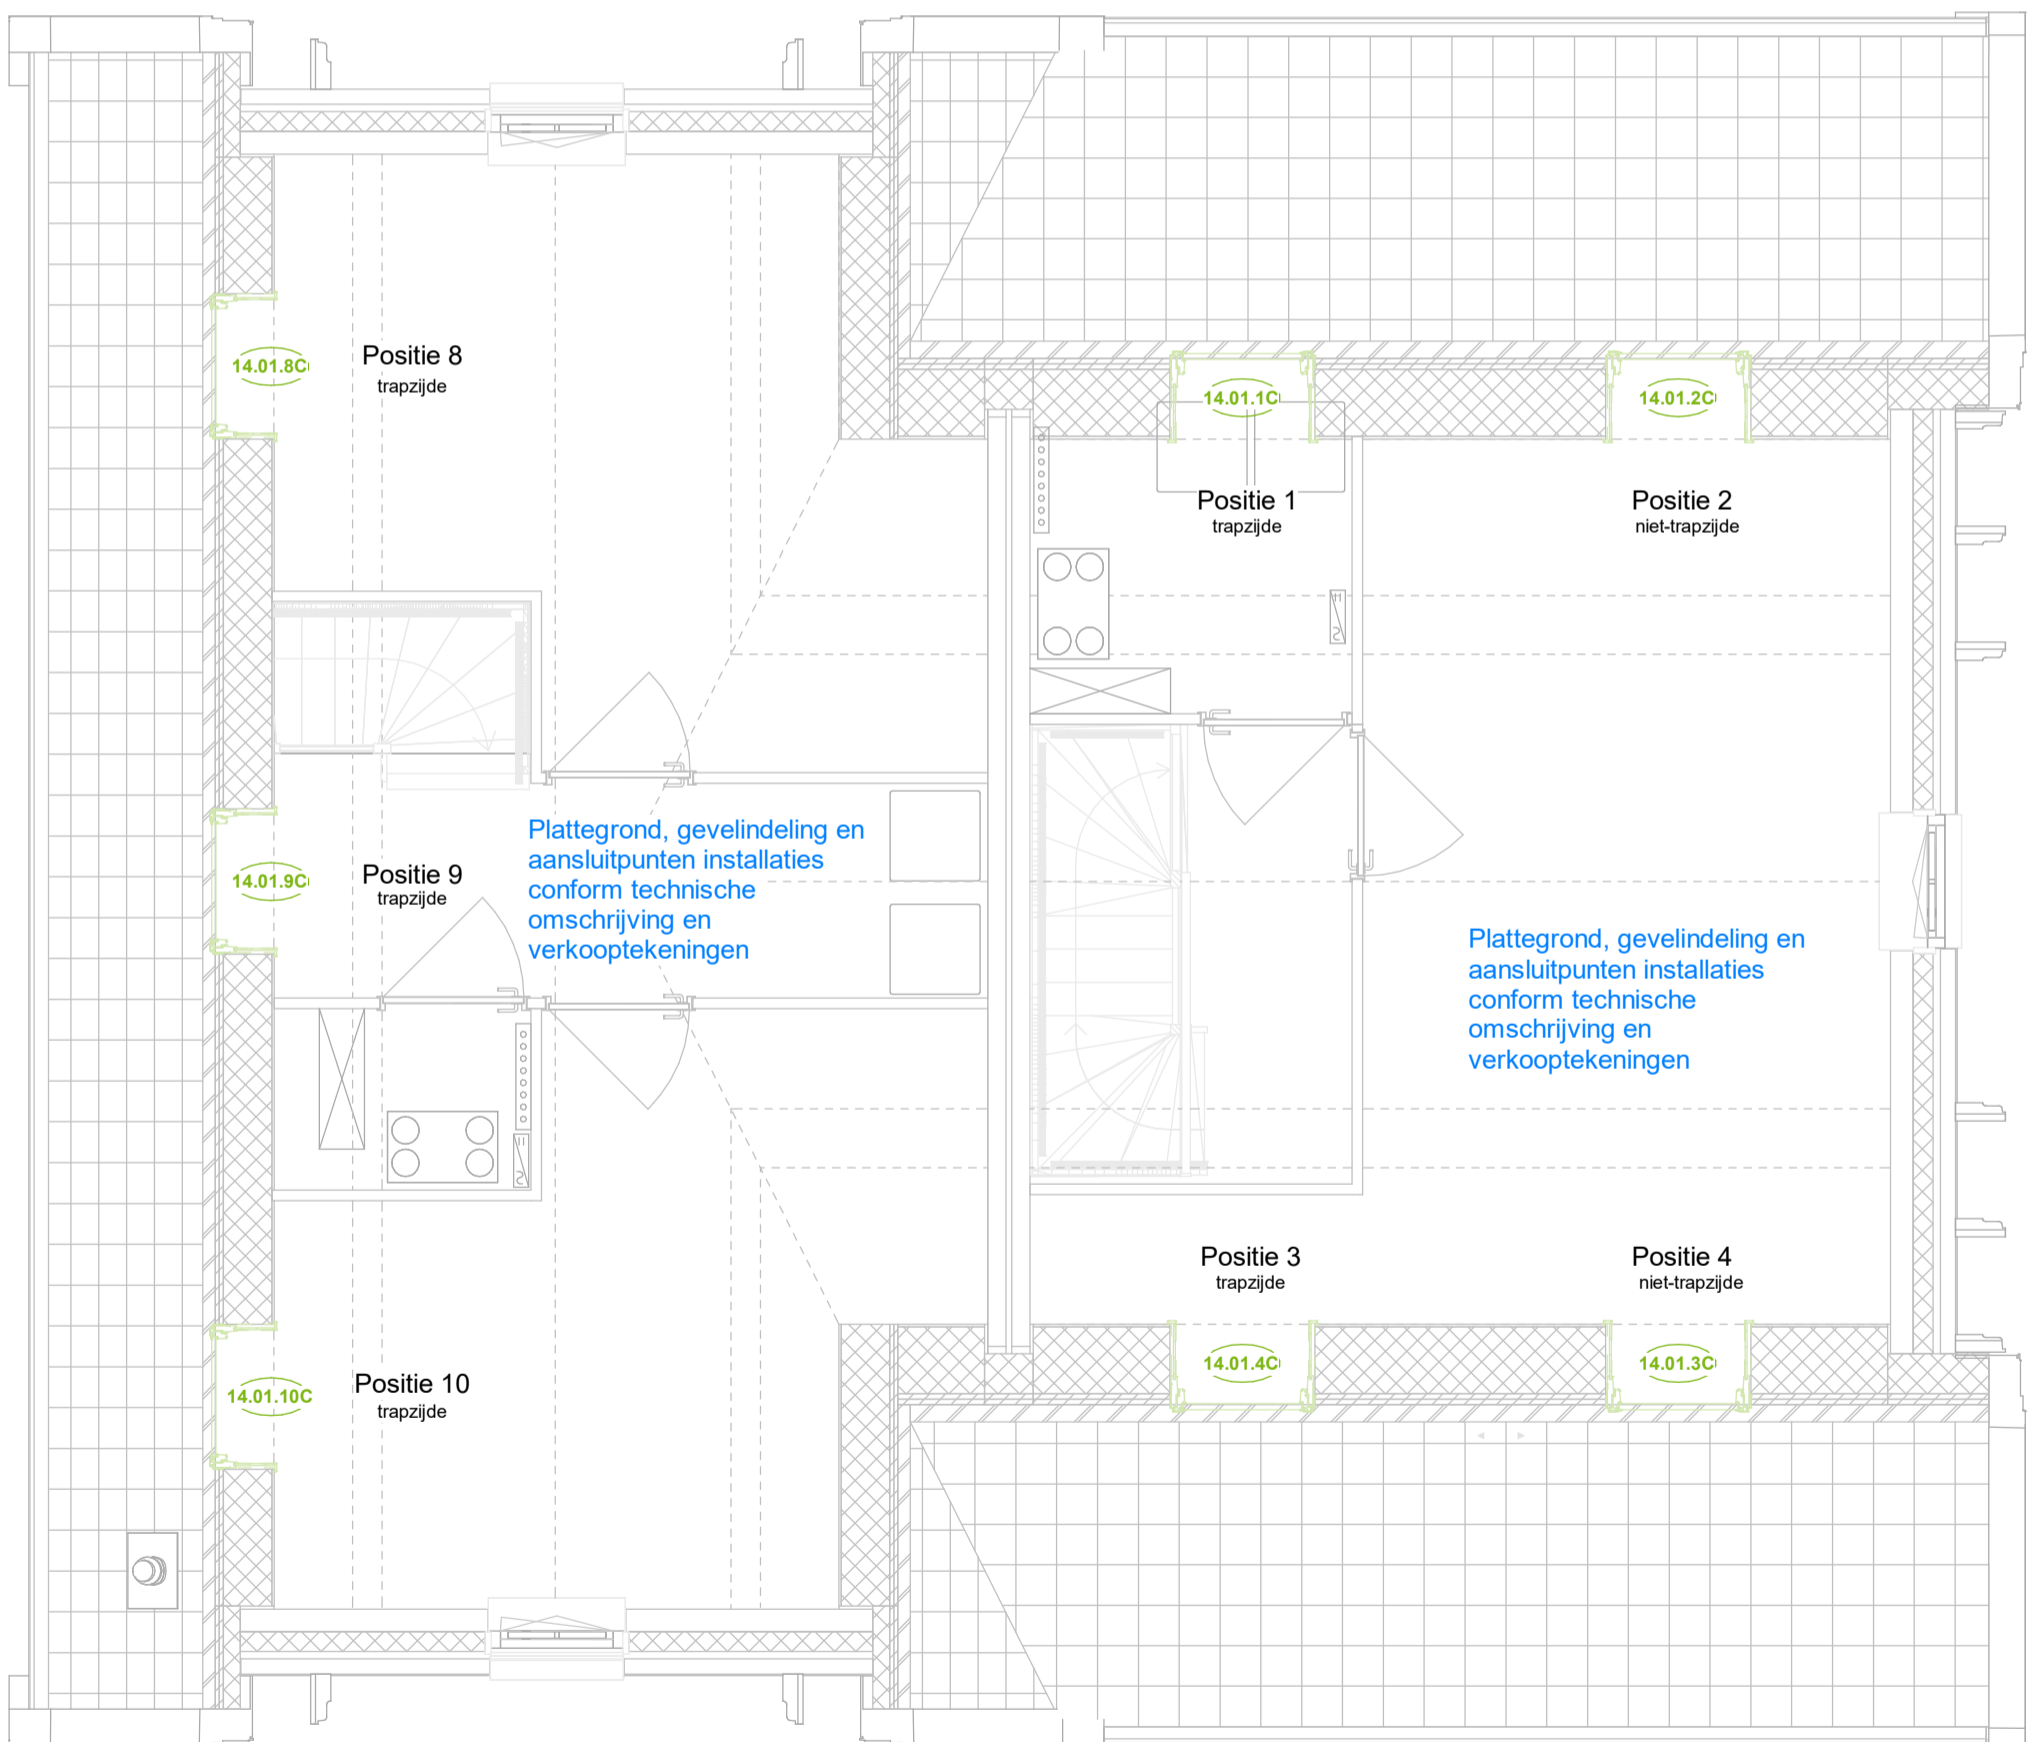 14.01.8C
Positie 8
trapzijde
14.01.1C
Positie 1
trapzijde
14.01.2C
Positie 2
niet-trapzijde
14.01.9C
Positie 9
trapzijde
Plattegrond, gevelindeling en
aansluitpunten installaties
conform technische
omschrijving en
verkooptekeningen
Plattegrond, gevelindeling en
aansluitpunten installaties
conform technische
omschrijving en
verkooptekeningen
Positie 3
trapzijde
14.01.4C
Positie 4
niet-trapzijde
14.01.3C
14.01.10C
Positie 10
trapzijde